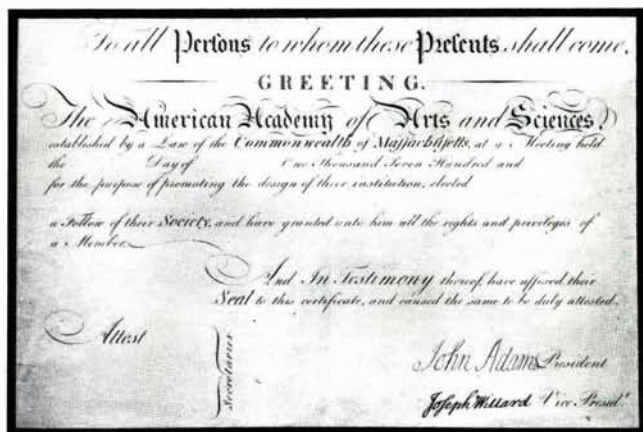 To all Persons to whom these Presents shall come,
GREETING.
The American Academy of Arts and Sciences,
established by a Law of the Commonwealth of Massachusetts, at a Meeting held
the Day of One Thousand Seven Hundred and
for the purpose of promoting the design of their institution, elected
a Fellow of their Society, and have granted unto him all the rights and privileges of
a Member.
And In Testimony thereof, have affixed their
Seal to this certificate, and caused the same to be duly attested.
Attest
Secretaries
John Adams President
Joseph Willard Vice Presidt.